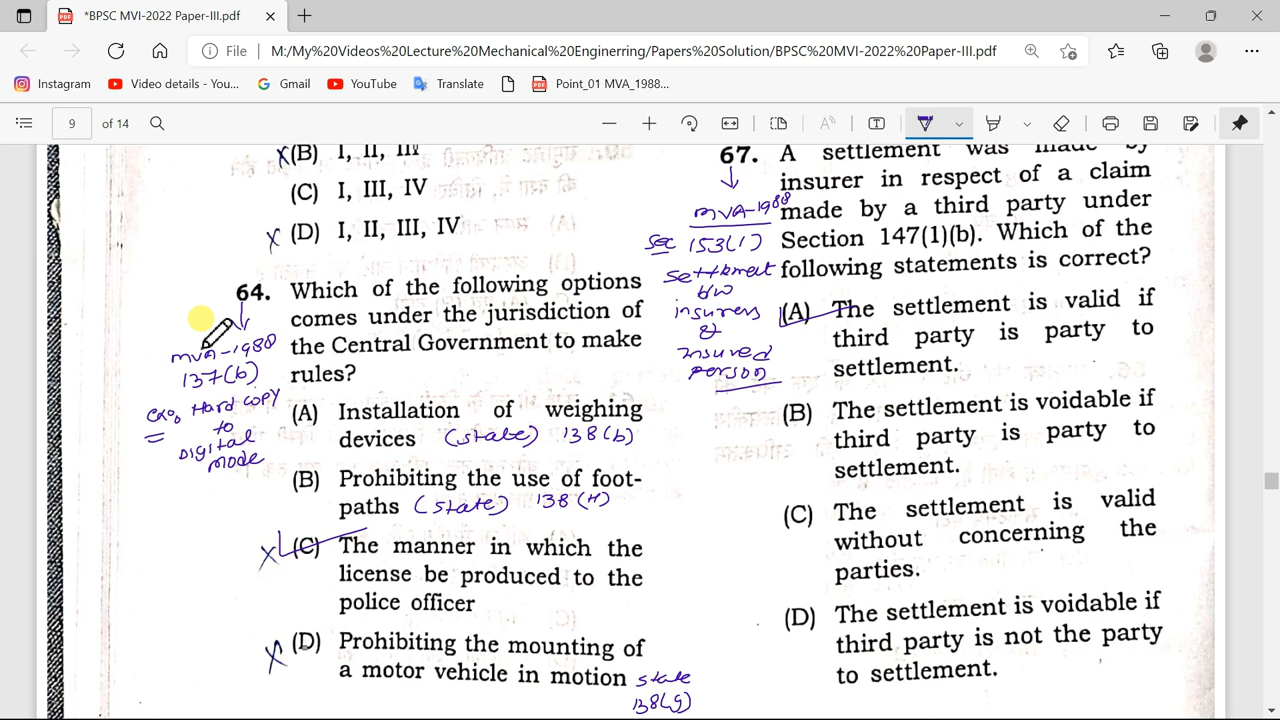 *BPSC MVI-2022 Paper-III.pdf
File M:/My%20Videos%20Lecture%20Mechanical%20Enginerring/Papers%20Solution/BPSC%20MVI-2022%20Paper-III.pdf
Instagram Video details - You... Gmail YouTube Translate Point_01 MVA_1988...
9 of 14
(B) I, II, III
(C) I, III, IV
(D) I, II, III, IV
64. Which of the following options
comes under the jurisdiction of
the Central Government to make
rules?
MVA-1988
137(b)
Hard copy
to
Digital
mode
(A) Installation of weighing
devices (state) 138(b)
(B) Prohibiting the use of foot-
paths (state) 138(H)
(C) The manner in which the
license be produced to the
police officer
(D) Prohibiting the mounting of
a motor vehicle in motion state
138(g)
67. A settlement was made by
insurer in respect of a claim
made by a third party under
Section 147(1)(b). Which of the
following statements is correct?
MVA-1988
Sec 153(1)
settlement
b/w
insurers
&
insured
person
(A) The settlement is valid if
third party is party to
settlement.
(B) The settlement is voidable if
third party is party to
settlement.
(C) The settlement is valid
without concerning the
parties.
(D) The settlement is voidable if
third party is not the party
to settlement.